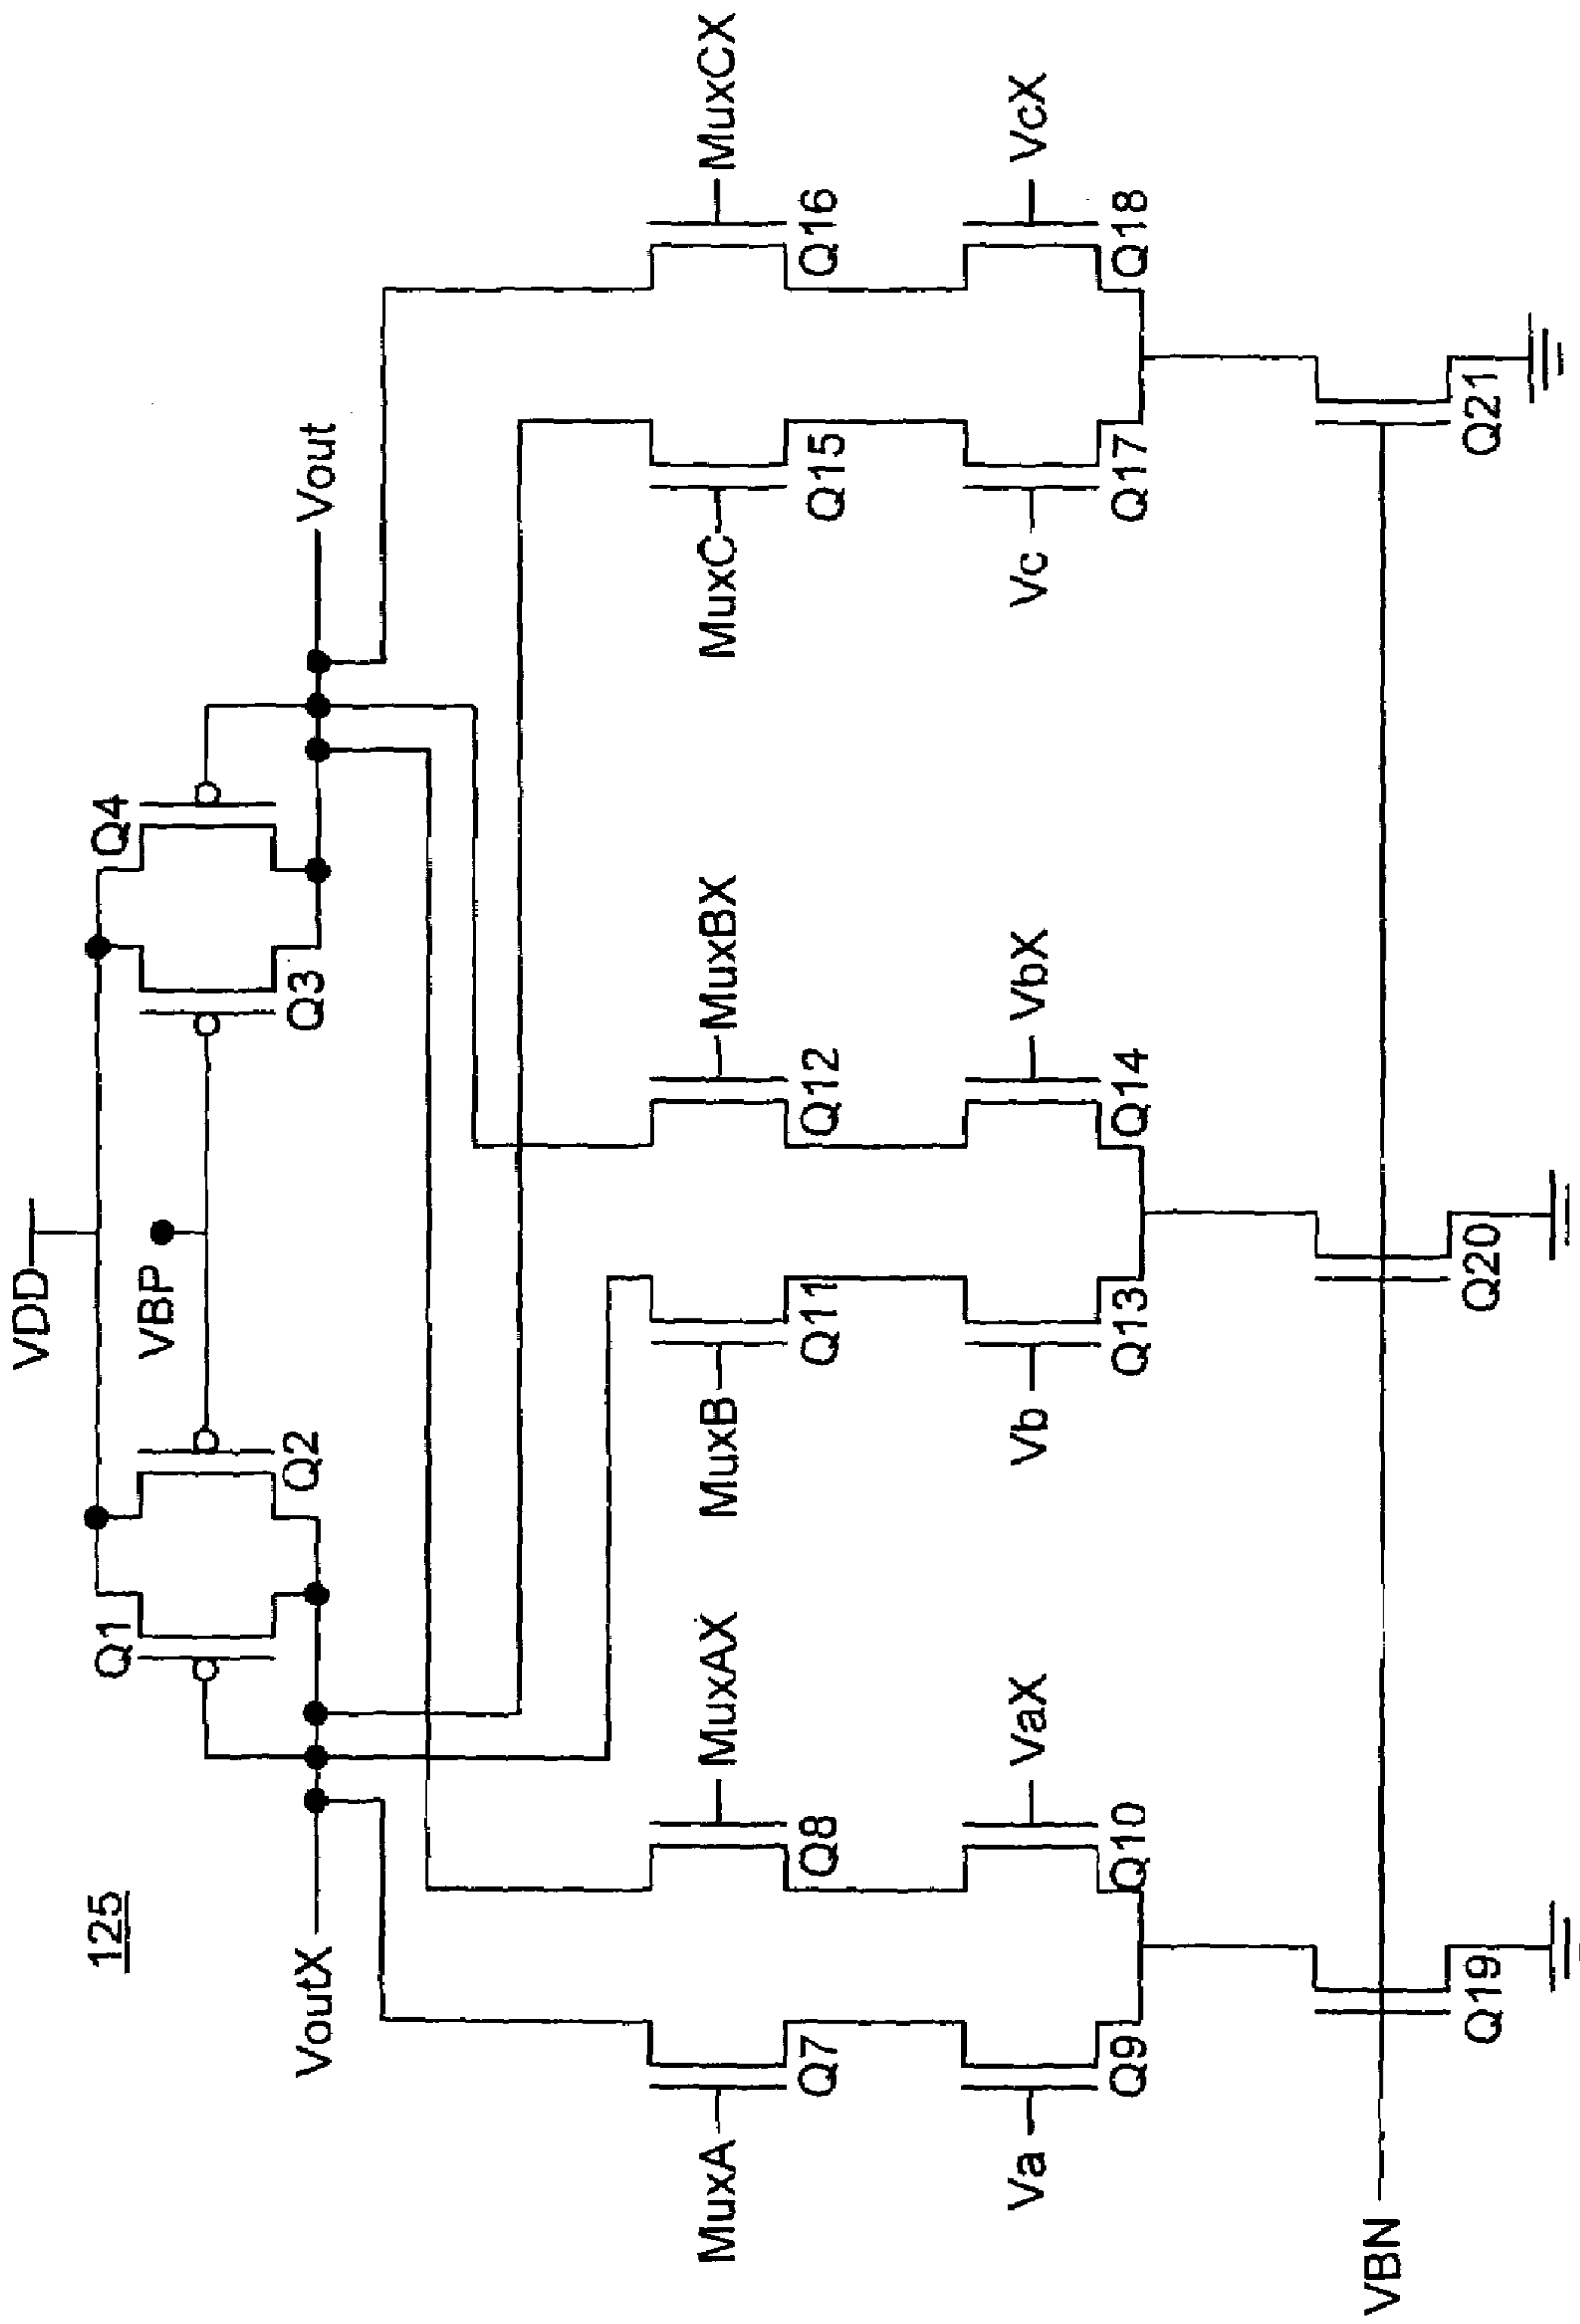 125
VDD
VBP
Q1
Q2
Q3
Q4
VoutX
Vout
MuxA
MuxAX
MuxB
MuxBX
MuxC
MuxCX
Q7
Q8
Q11
Q12
Q15
Q16
Va
VaX
Vb
VbX
Vc
VcX
Q9
Q10
Q13
Q14
Q17
Q18
VBN
Q19
Q20
Q21